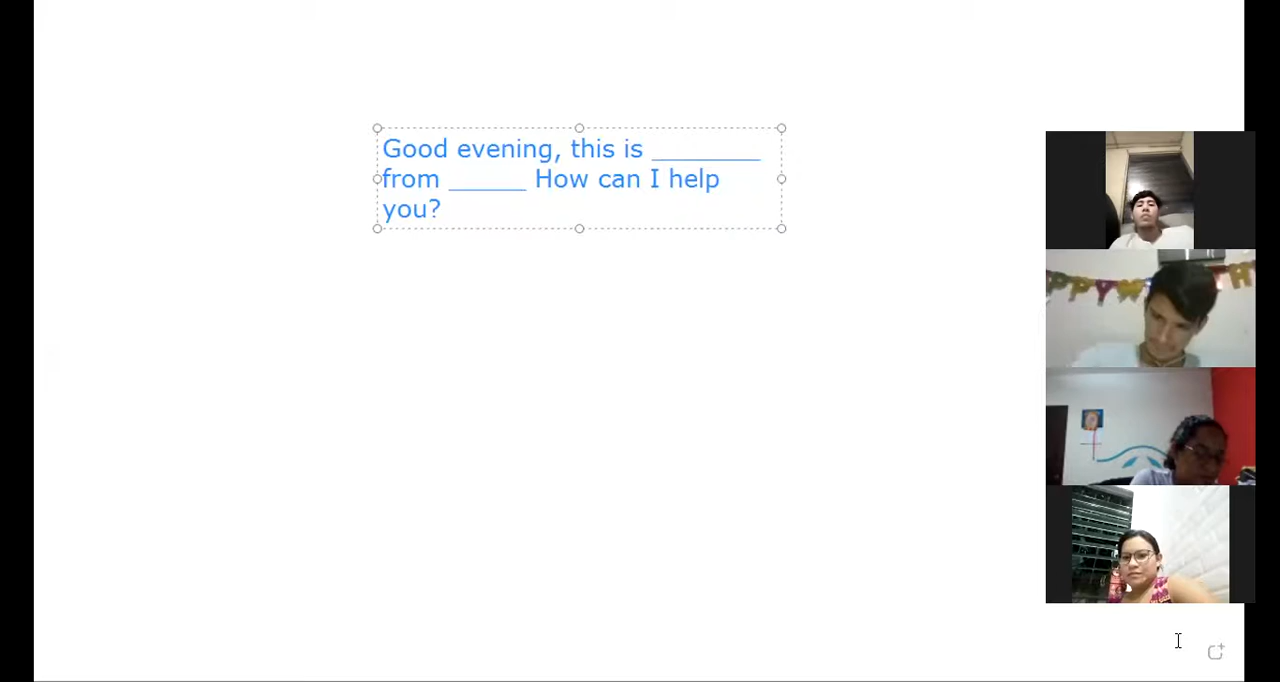 Good evening, this is ________
from ______ How can I help
you?